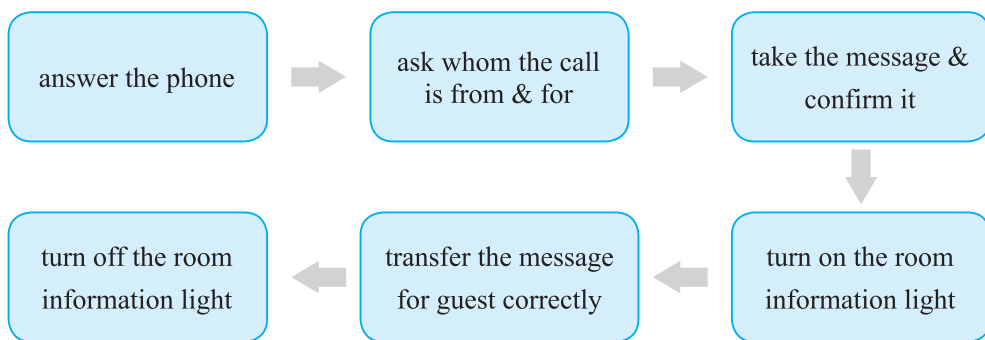 answer the phone
ask whom the call
is from & for
take the message &
confirm it
turn on the room
information light
transfer the message
for guest correctly
turn off the room
information light